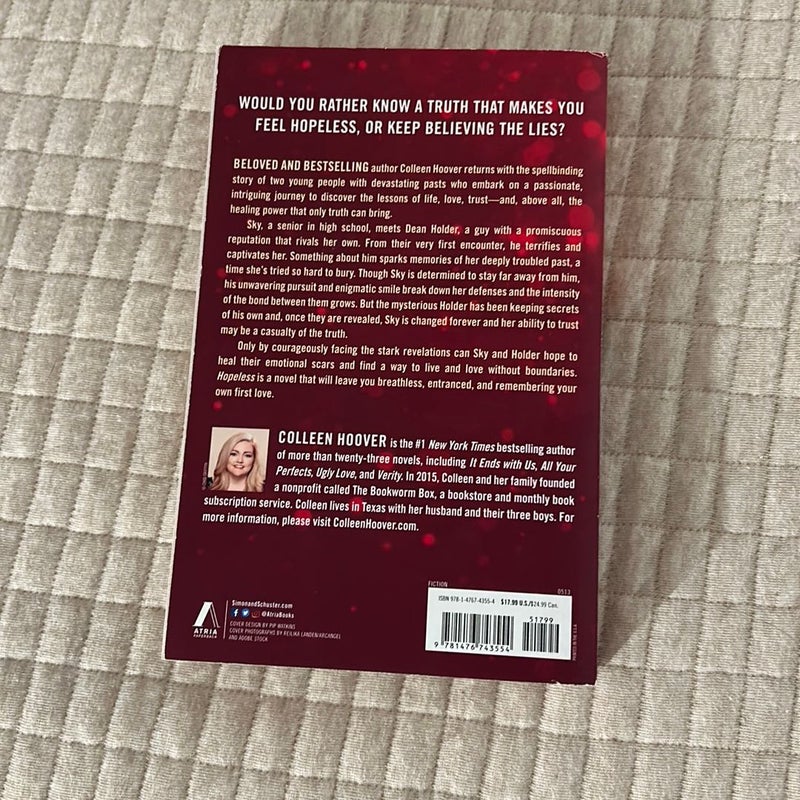 WOULD YOU RATHER KNOW A TRUTH THAT MAKES YOU
FEEL HOPELESS, OR KEEP BELIEVING THE LIES?
BELOVED AND BESTSELLING author Colleen Hoover returns with the spellbinding
story of two young people with devastating pasts who embark on a passionate,
intriguing journey to discover the lessons of life, love, trust—and, above all, the
healing power that only truth can bring.
Sky, a senior in high school, meets Dean Holder, a guy with a promiscuous
reputation that rivals her own. From their very first encounter, he terrifies and
captivates her. Something about him sparks memories of her deeply troubled past, a
time she's tried so hard to bury. Though Sky is determined to stay far away from him,
his unwavering pursuit and enigmatic smile break down her defenses and the intensity
of the bond between them grows. But the mysterious Holder has been keeping secrets
of his own and, once they are revealed, Sky is changed forever and her ability to trust
may be a casualty of the truth.
Only by courageously facing the stark revelations can Sky and Holder hope to
heal their emotional scars and find a way to live and love without boundaries.
Hopeless is a novel that will leave you breathless, entranced, and remembering your
own first love.
COLLEEN HOOVER is the #1 New York Times bestselling author
of more than twenty-three novels, including It Ends with Us, All Your
Perfects, Ugly Love, and Verity. In 2015, Colleen and her family founded
a nonprofit called The Bookworm Box, a bookstore and monthly book
subscription service. Colleen lives in Texas with her husband and their three boys. For
more information, please visit ColleenHoover.com.
ATRIA
PAPERBACK
SimonandSchuster.com
@AtriaBooks
COVER DESIGN BY PIP WATKINS
COVER PHOTOGRAPHS BY REILIKA LANDEN/ARCANGEL
AND ADOBE STOCK
FICTION
0513
ISBN 978-1-4767-4355-4 $17.99 U.S./$24.99 Can.
51799
9 781476 743554
PRINTED IN THE U.S.A.